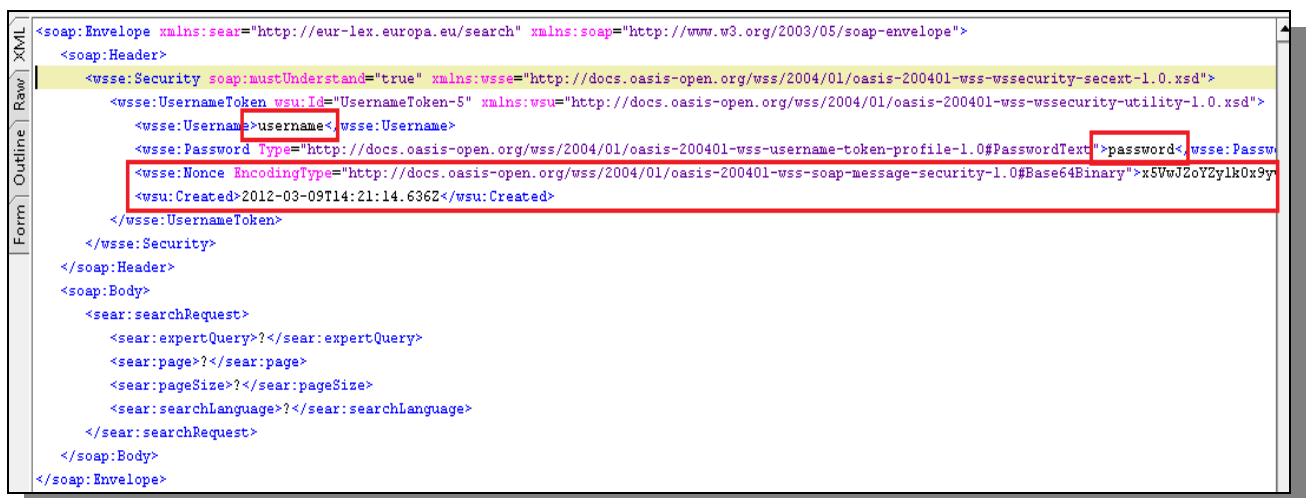 XML
Raw
Outline
Form
<soap:Envelope xmlns:sear="http://eur-lex.europa.eu/search" xmlns:soap="http://www.w3.org/2003/05/soap-envelope">
<soap:Header>
<wsse:Security soap:mustUnderstand="true" xmlns:wsse="http://docs.oasis-open.org/wss/2004/01/oasis-200401-wss-wssecurity-secext-1.0.xsd">
<wsse:UsernameToken wsu:Id="UsernameToken-5" xmlns:wsu="http://docs.oasis-open.org/wss/2004/01/oasis-200401-wss-wssecurity-utility-1.0.xsd">
<wsse:Username>username</wsse:Username>
<wsse:Password Type="http://docs.oasis-open.org/wss/2004/01/oasis-200401-wss-username-token-profile-1.0#PasswordText">password</wsse:Passw
<wsse:Nonce EncodingType="http://docs.oasis-open.org/wss/2004/01/oasis-200401-wss-soap-message-security-1.0#Base64Binary">x5VwJZoYZylk0x9y
<wsu:Created>2012-03-09T14:21:14.636Z</wsu:Created>
</wsse:UsernameToken>
</wsse:Security>
</soap:Header>
<soap:Body>
<sear:searchRequest>
<sear:expertQuery>?</sear:expertQuery>
<sear:page>?</sear:page>
<sear:pageSize>?</sear:pageSize>
<sear:searchLanguage>?</sear:searchLanguage>
</sear:searchRequest>
</soap:Body>
</soap:Envelope>